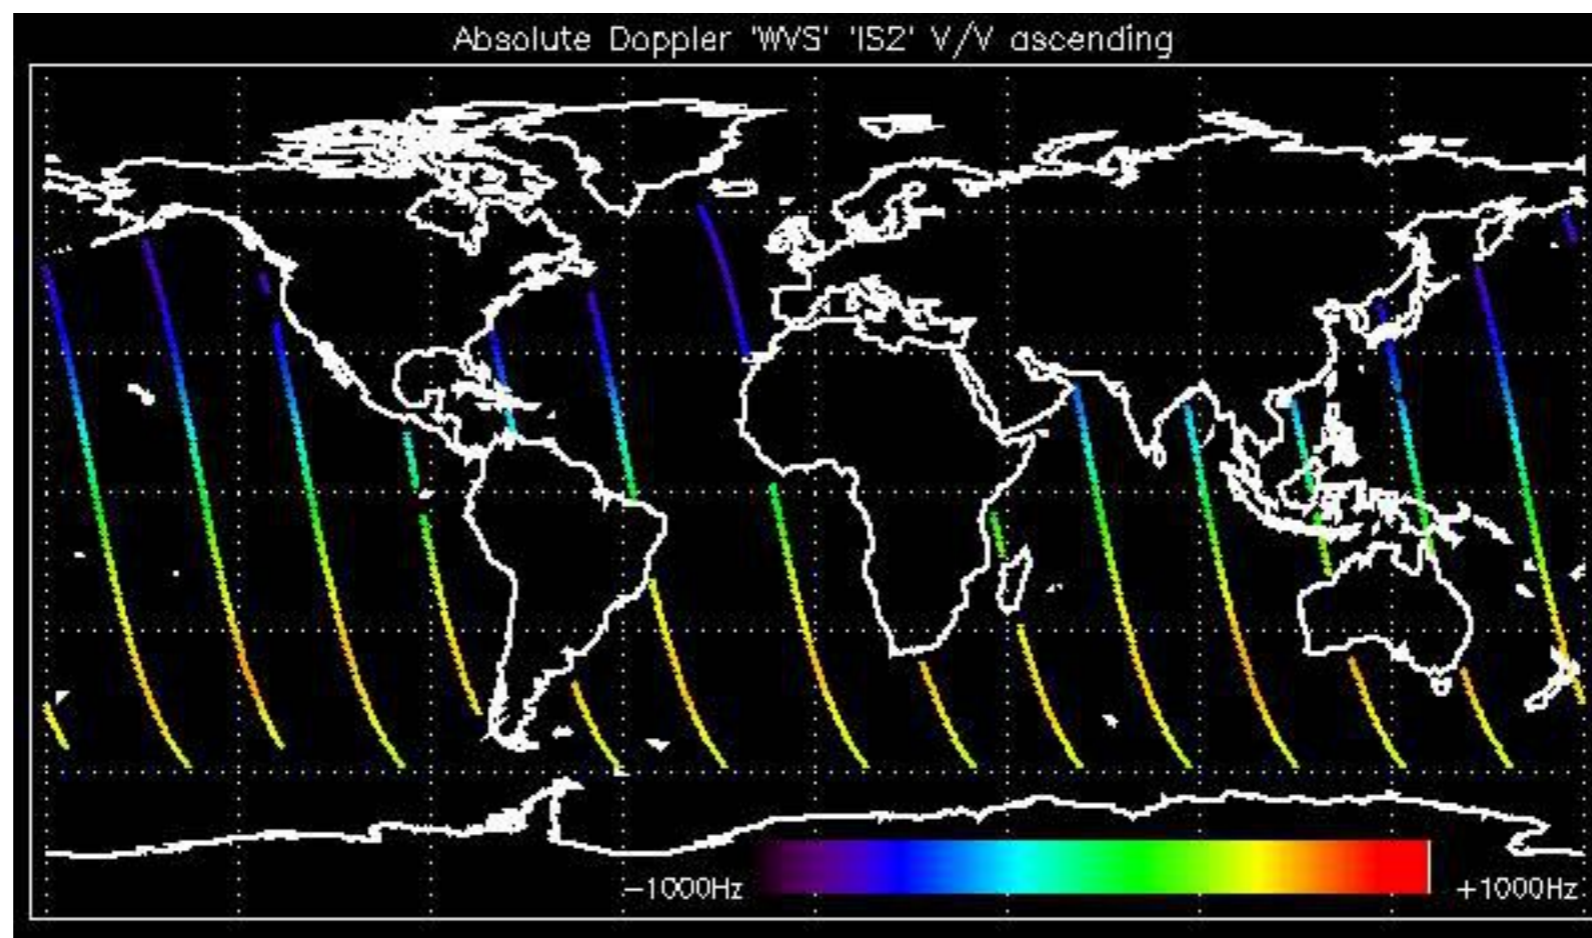 Absolute Doppler 'WVS' 'IS2' V/V ascending
−1000Hz +1000Hz